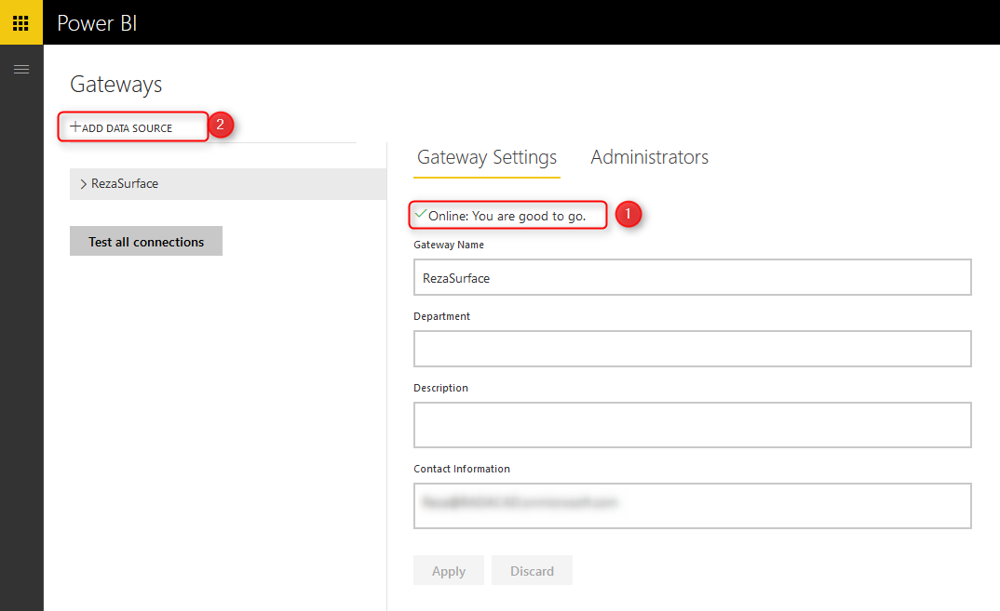 Power BI
Gateways
+ADD DATA SOURCE
2
Gateway Settings
Administrators
RezaSurface
Online: You are good to go.
1
Test all connections
Gateway Name
RezaSurface
Department
Description
Contact Information
Apply
Discard